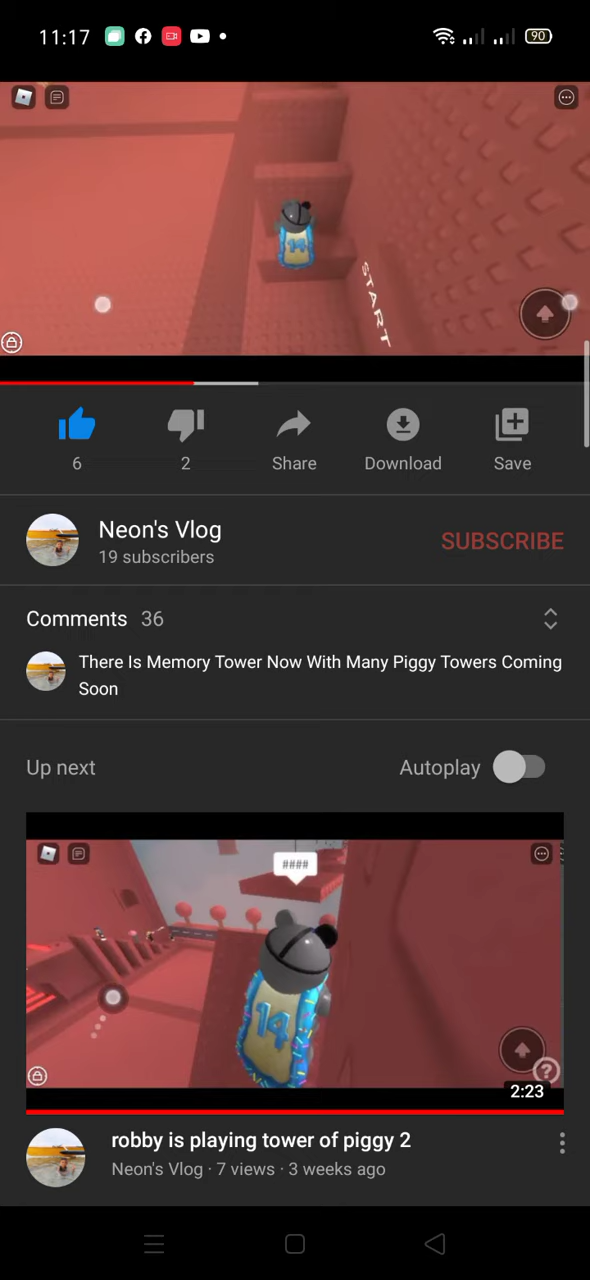 11:17
90
START
14
6
2
Share
Download
Save
Neon's Vlog
19 subscribers
SUBSCRIBE
Comments 36
There Is Memory Tower Now With Many Piggy Towers Coming
Soon
Up next
Autoplay
####
14
?
2:23
robby is playing tower of piggy 2
Neon's Vlog · 7 views · 3 weeks ago